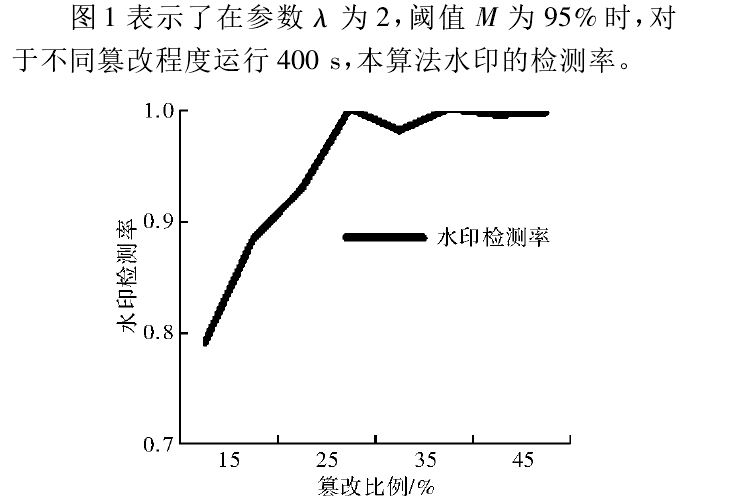 图1表示了在参数 λ 为2,阈值 M 为95%时,对
于不同篡改程度运行400 s,本算法水印的检测率。
1.0
0.9
水印检测率
水印检测率
0.8
0.7
15 25 35 45
篡改比例/%